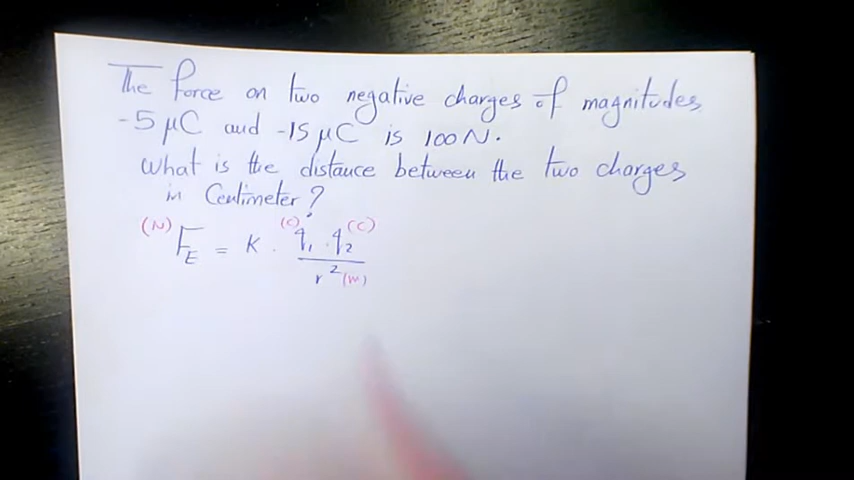 The force on two negative charges of magnitudes
-5 μC and -15 μC is 100N.
What is the distance between the two charges
in Centimeter?
(N) F_E = K . (C) q₁ . q₂ (C)
r² (m)